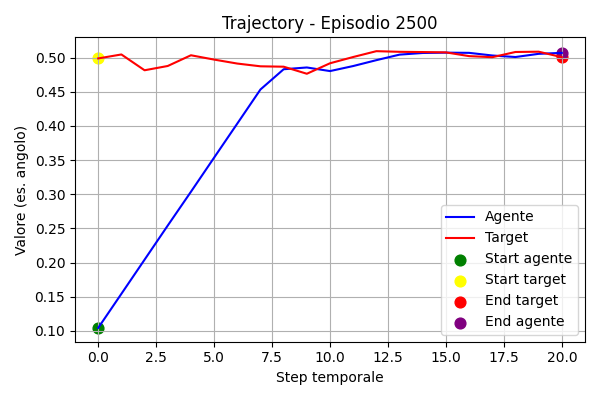 Trajectory - Episodio 2500
Valore (es. angolo)
0.50
0.45
0.40
0.35
0.30
0.25
0.20
0.15
0.10
Agente
Target
Start agente
Start target
End target
End agente
0.0 2.5 5.0 7.5 10.0 12.5 15.0 17.5 20.0
Step temporale